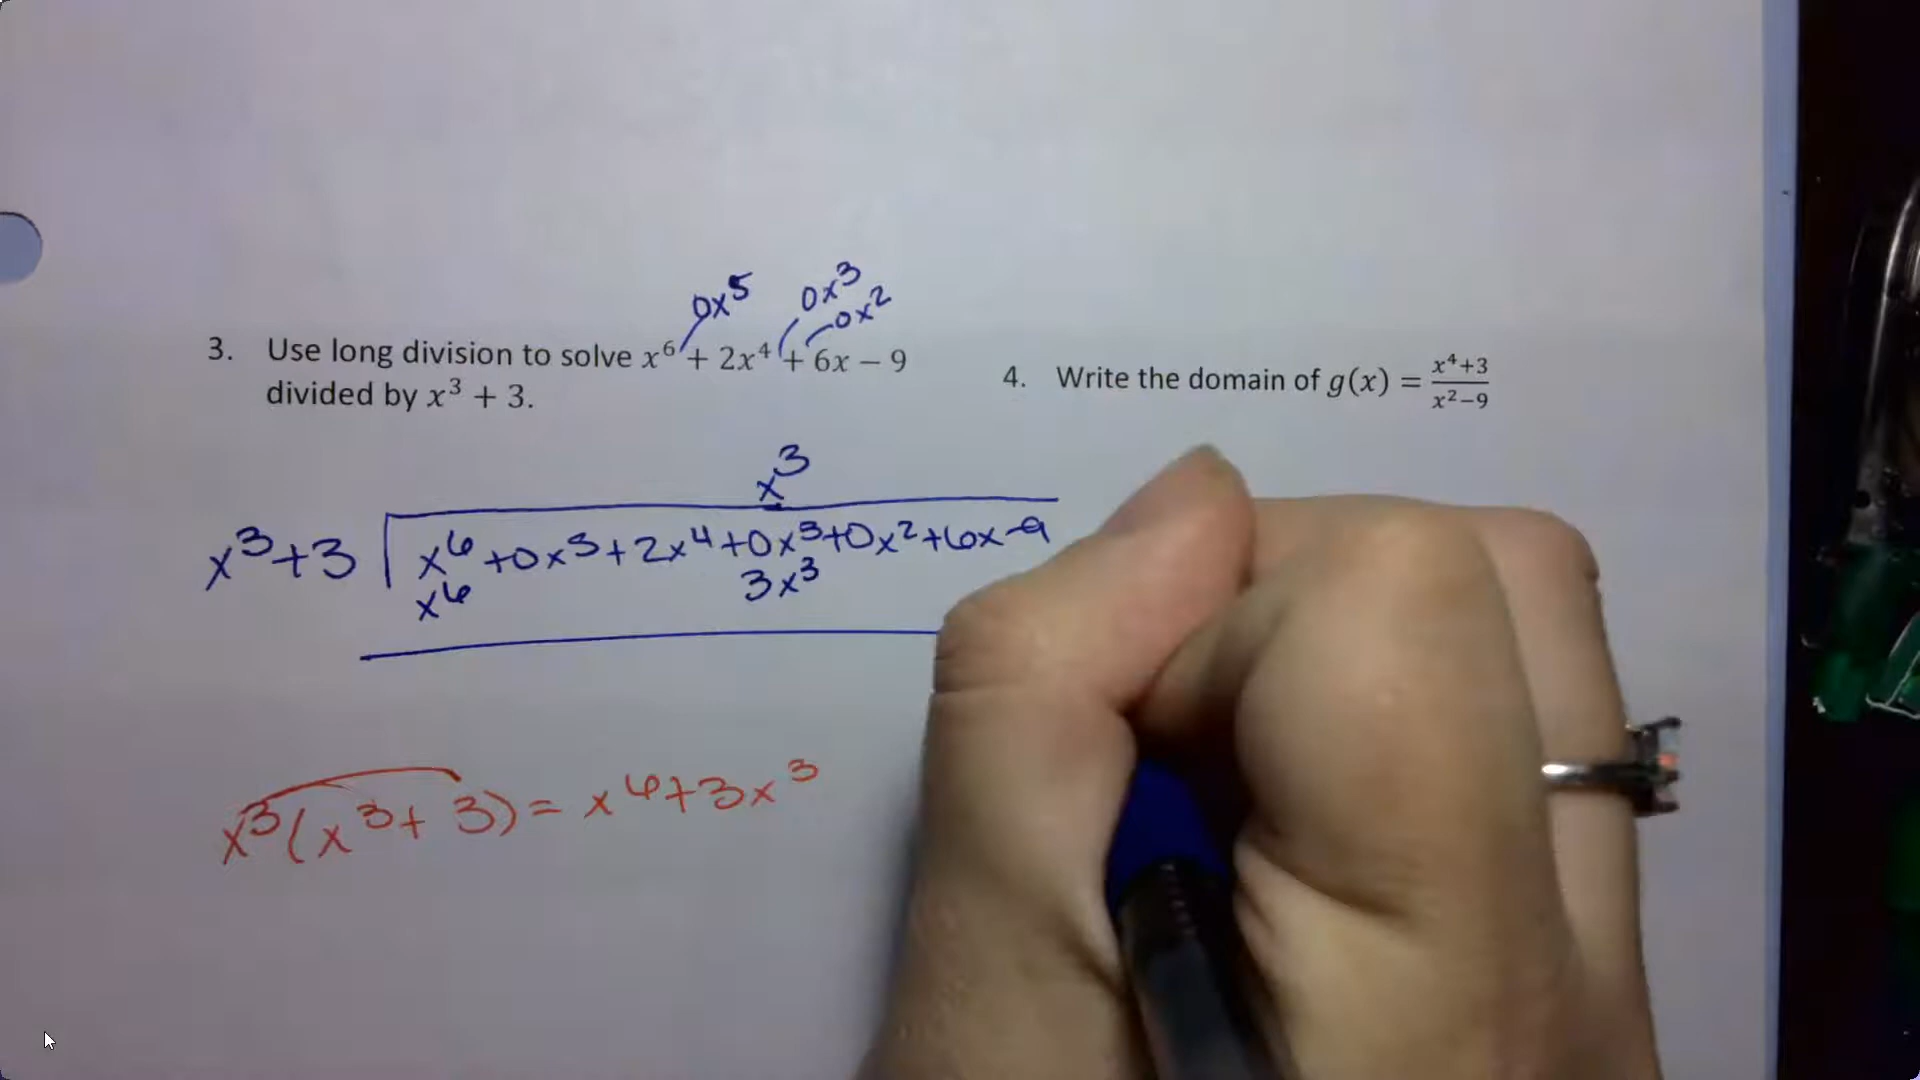 0x⁵ 0x³
0x²
3. Use long division to solve x⁶ + 2x⁴ + 6x − 9
divided by x³ + 3.
4. Write the domain of g(x) = (x⁴+3)/(x²−9)
x³
x³+3 x⁶+0x⁵+2x⁴+0x³+0x²+6x-9
x⁶ 3x³
x³(x³+3)=x⁶+3x³